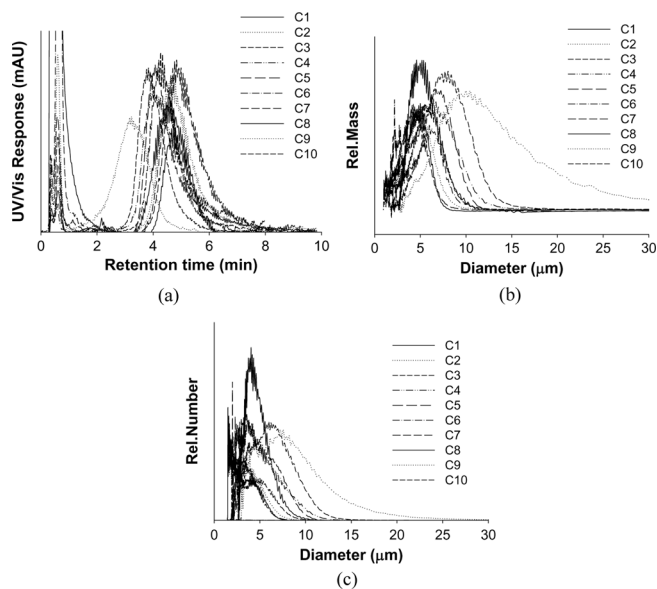 UV/Vis Response (mAU)
C1
C2
C3
C4
C5
C6
C7
C8
C9
C10
0 2 4 6 8 10
Retention time (min)
(a)
Rel.Mass
C1
C2
C3
C4
C5
C6
C7
C8
C9
C10
0 5 10 15 20 25 30
Diameter (μm)
(b)
Rel.Number
C1
C2
C3
C4
C5
C6
C7
C8
C9
C10
0 5 10 15 20 25 30
Diameter (μm)
(c)